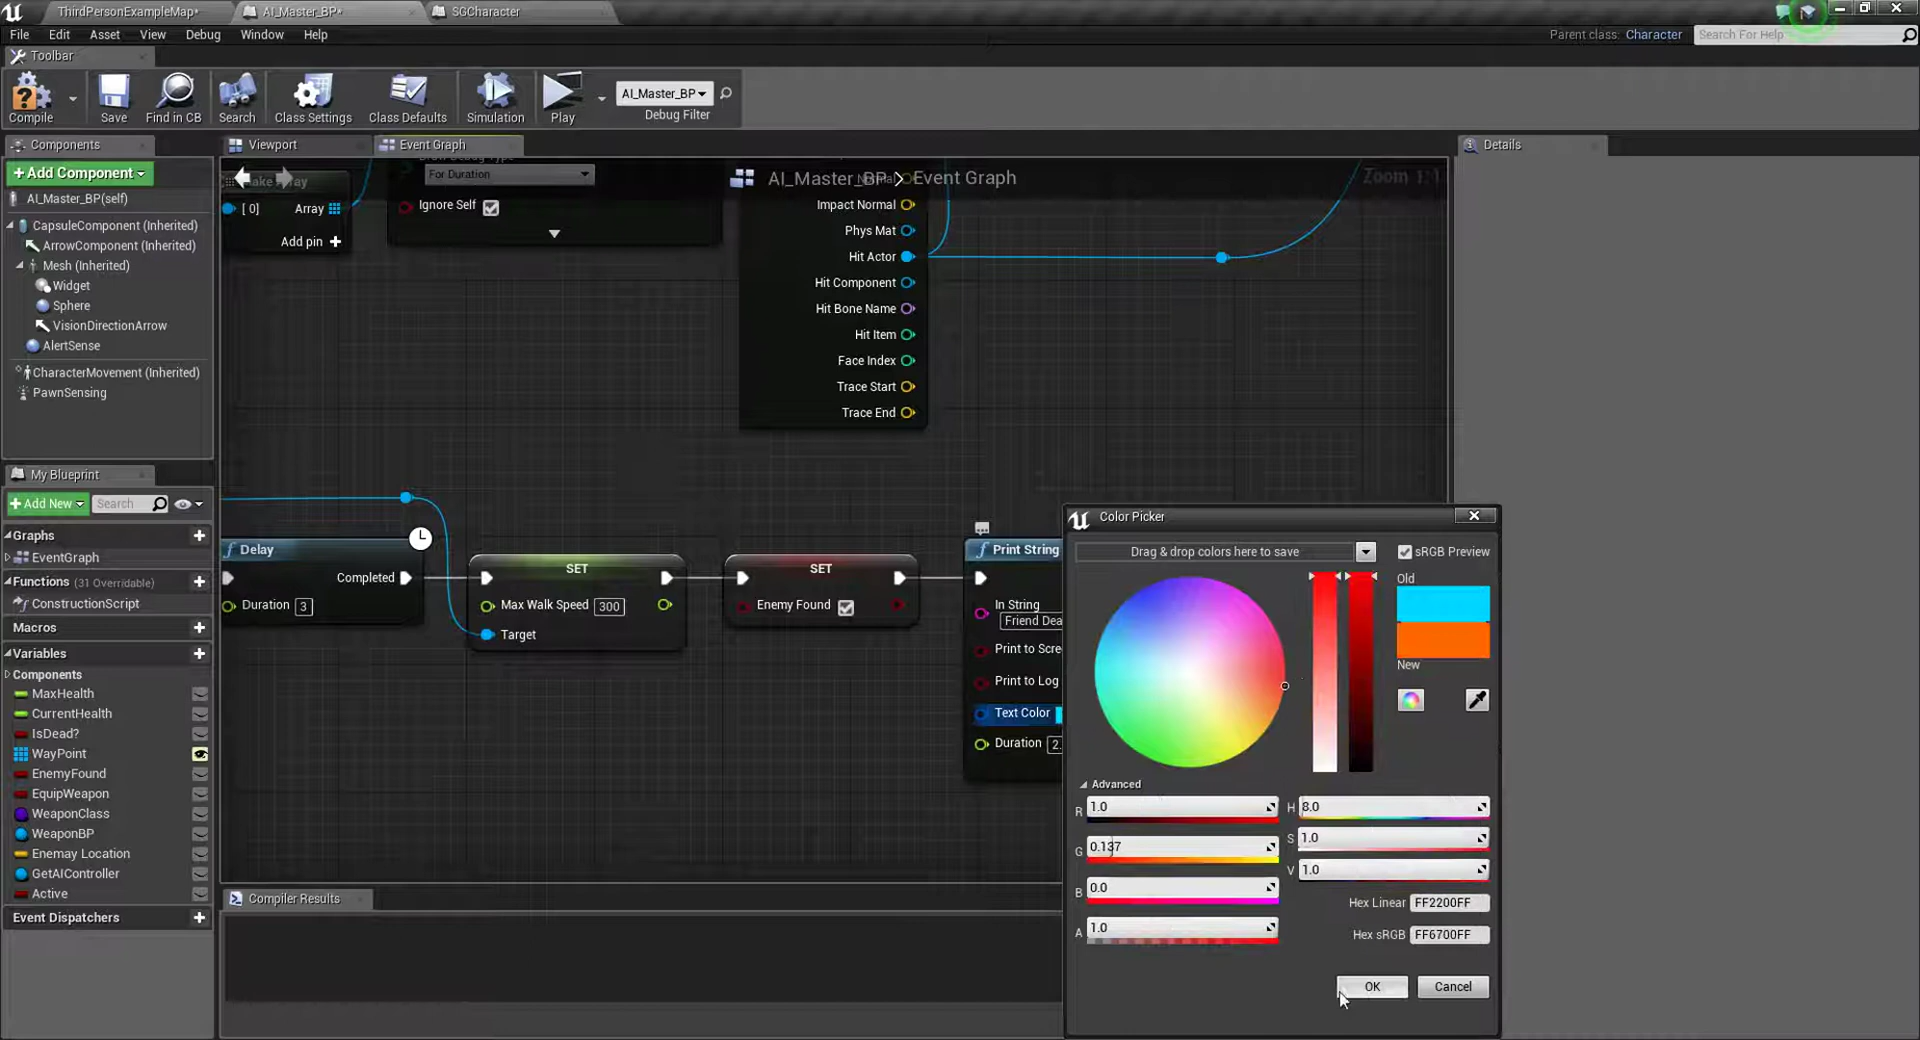 ThirdPersonExampleMap*
AI_Master_BP*
SGCharacter
File Edit Asset View Debug Window Help
Parent class: Character
Search For Help
Toolbar
Compile
Save
Find in CB
Search
Class Settings
Class Defaults
Simulation
Play
AI_Master_BP
Debug Filter
Components
Viewport
Event Graph
Details
+Add Component
AI_Master_BP(self)
CapsuleComponent (Inherited)
ArrowComponent (Inherited)
Mesh (Inherited)
Widget
Sphere
VisionDirectionArrow
AlertSense
CharacterMovement (Inherited)
PawnSensing
My Blueprint
+Add New
Search
Graphs
EventGraph
Functions (31 Overridable)
ConstructionScript
Macros
Variables
Components
MaxHealth
CurrentHealth
IsDead?
WayPoint
EnemyFound
EquipWeapon
WeaponClass
WeaponBP
Enemay Location
GetAIController
Active
Event Dispatchers
AI_Master_BP > Event Graph
Zoom 1:1
[ 0] Array
Add pin +
For Duration
Ignore Self
Impact Normal
Phys Mat
Hit Actor
Hit Component
Hit Bone Name
Hit Item
Face Index
Trace Start
Trace End
Delay
Completed
Duration 3
SET
Max Walk Speed 300
Target
SET
Enemy Found
Print String
In String
Friend Dea
Print to Scre
Print to Log
Text Color
Duration 2.
Compiler Results
Color Picker
Drag & drop colors here to save
sRGB Preview
Old
New
Advanced
R 1.0
G 0.137
B 0.0
A 1.0
H 8.0
S 1.0
V 1.0
Hex Linear FF2200FF
Hex sRGB FF6700FF
OK
Cancel